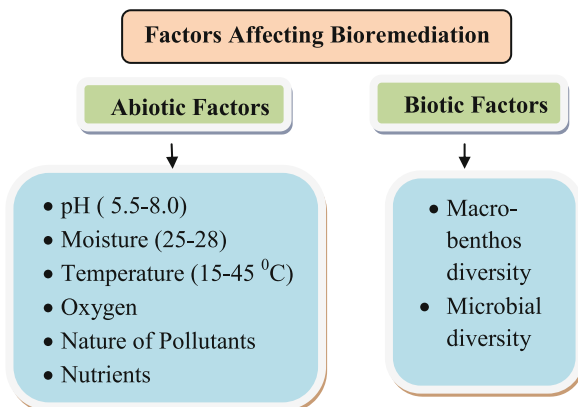 Factors Affecting Bioremediation
Abiotic Factors
• pH ( 5.5-8.0)
• Moisture (25-28)
• Temperature (15-45 ⁰C)
• Oxygen
• Nature of Pollutants
• Nutrients
Biotic Factors
• Macro-
benthos
diversity
• Microbial
diversity